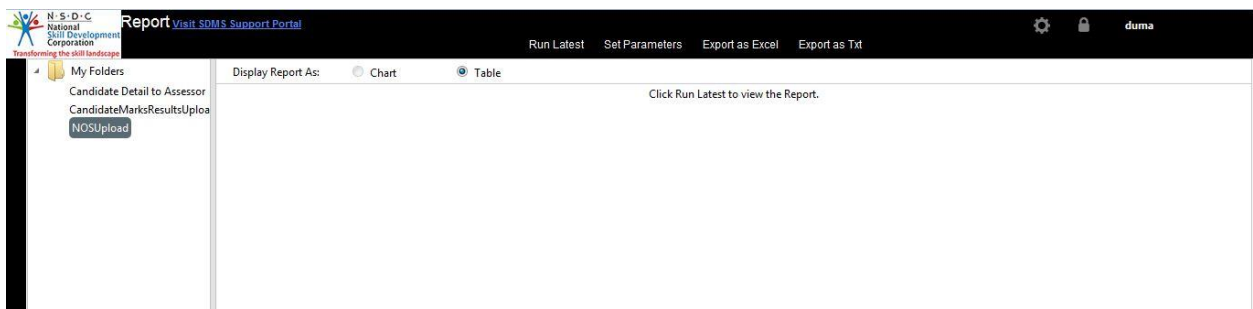 N·S·D·C
National
Skill Development
Corporation
Transforming the skill landscape
Report Visit SDMS Support Portal
duma
Run Latest Set Parameters Export as Excel Export as Txt
My Folders
Display Report As: Chart Table
Candidate Detail to Assessor
Click Run Latest to view the Report.
CandidateMarksResultsUploa
NOSUpload